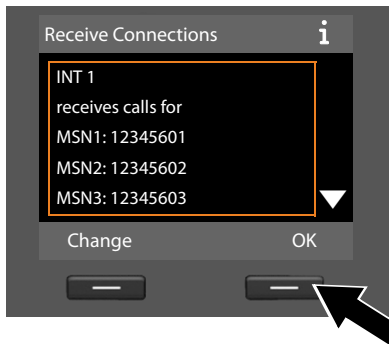 Receive Connections i
INT 1
receives calls for
MSN1: 12345601
MSN2: 12345602
MSN3: 12345603
Change OK